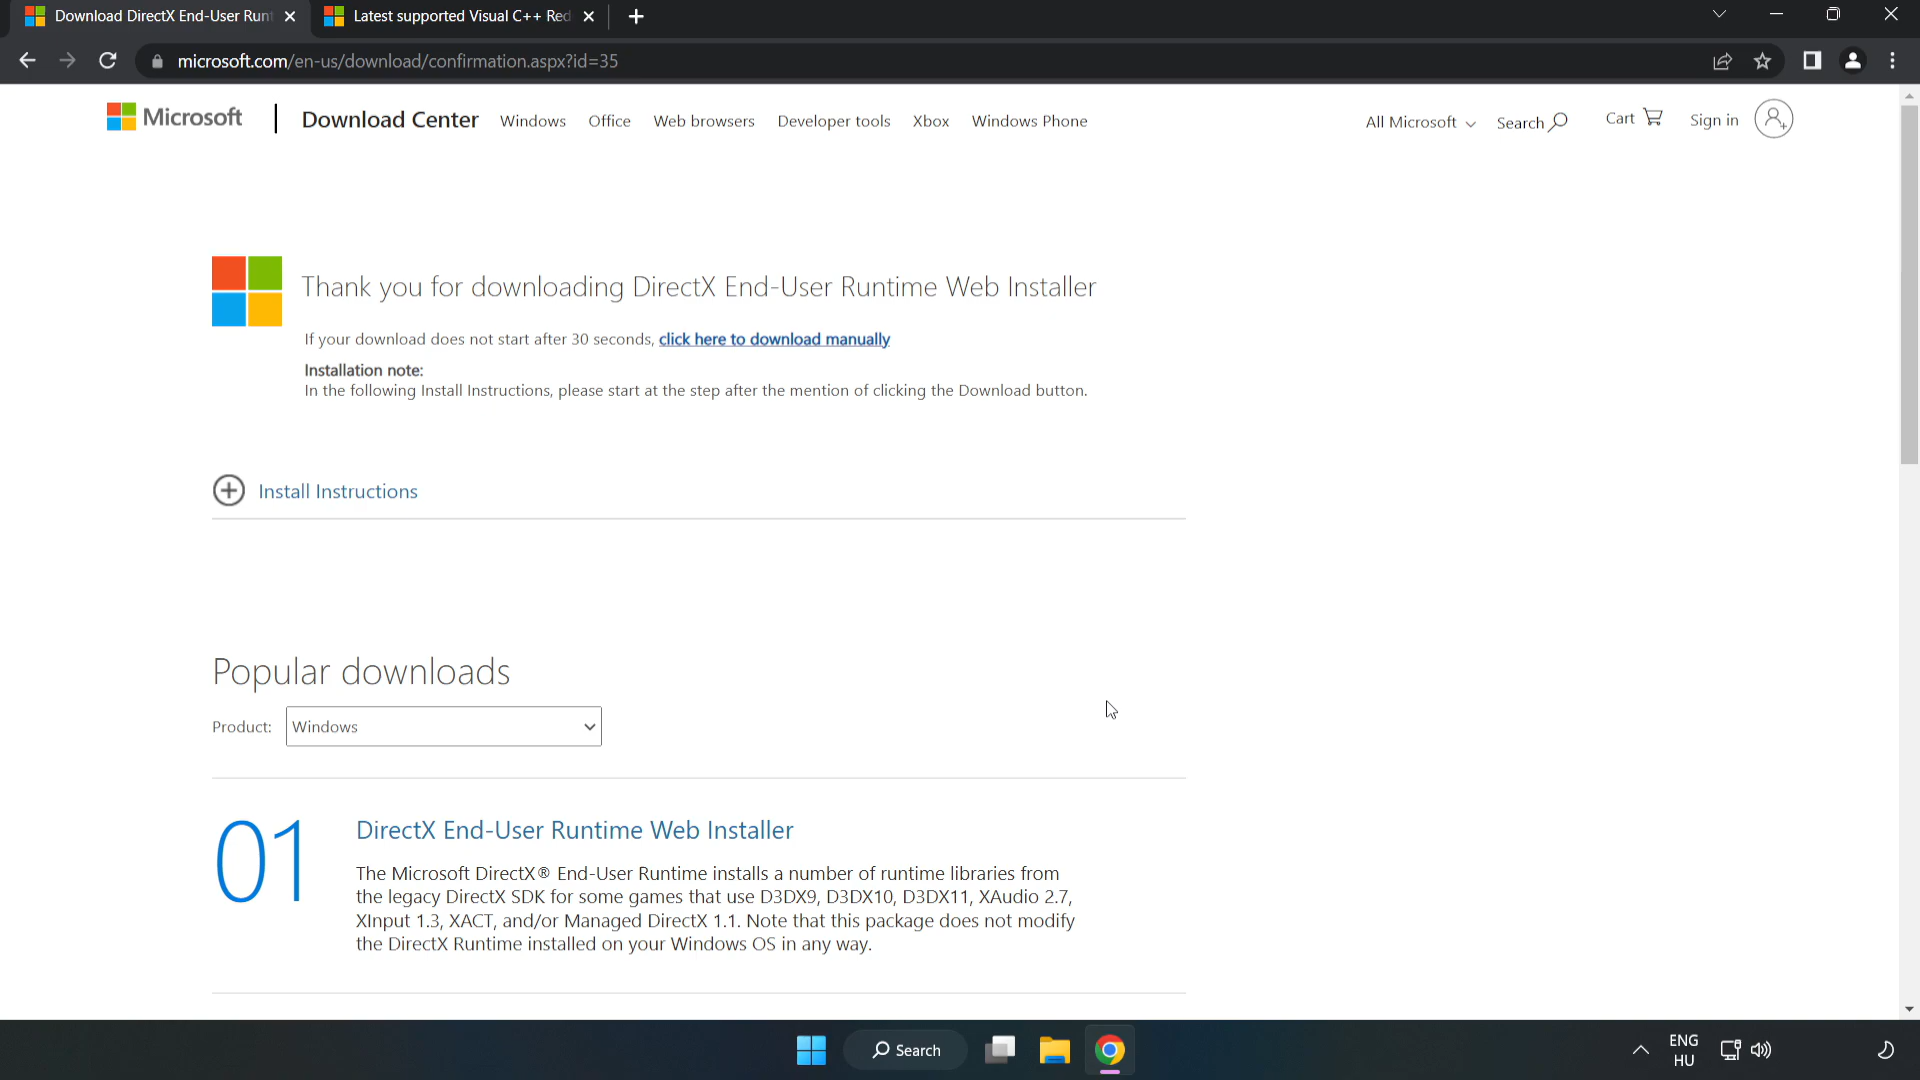 Download DirectX End-User Runt
Latest supported Visual C++ Red
microsoft.com/en-us/download/confirmation.aspx?id=35
Microsoft
Download Center
Windows
Office
Web browsers
Developer tools
Xbox
Windows Phone
All Microsoft
Search
Cart
Sign in
Thank you for downloading DirectX End-User Runtime Web Installer
If your download does not start after 30 seconds, click here to download manually
Installation note:
In the following Install Instructions, please start at the step after the mention of clicking the Download button.
Install Instructions
Popular downloads
Product:
Windows
01
DirectX End-User Runtime Web Installer
The Microsoft DirectX® End-User Runtime installs a number of runtime libraries from
the legacy DirectX SDK for some games that use D3DX9, D3DX10, D3DX11, XAudio 2.7,
XInput 1.3, XACT, and/or Managed DirectX 1.1. Note that this package does not modify
the DirectX Runtime installed on your Windows OS in any way.
Search
ENG
HU